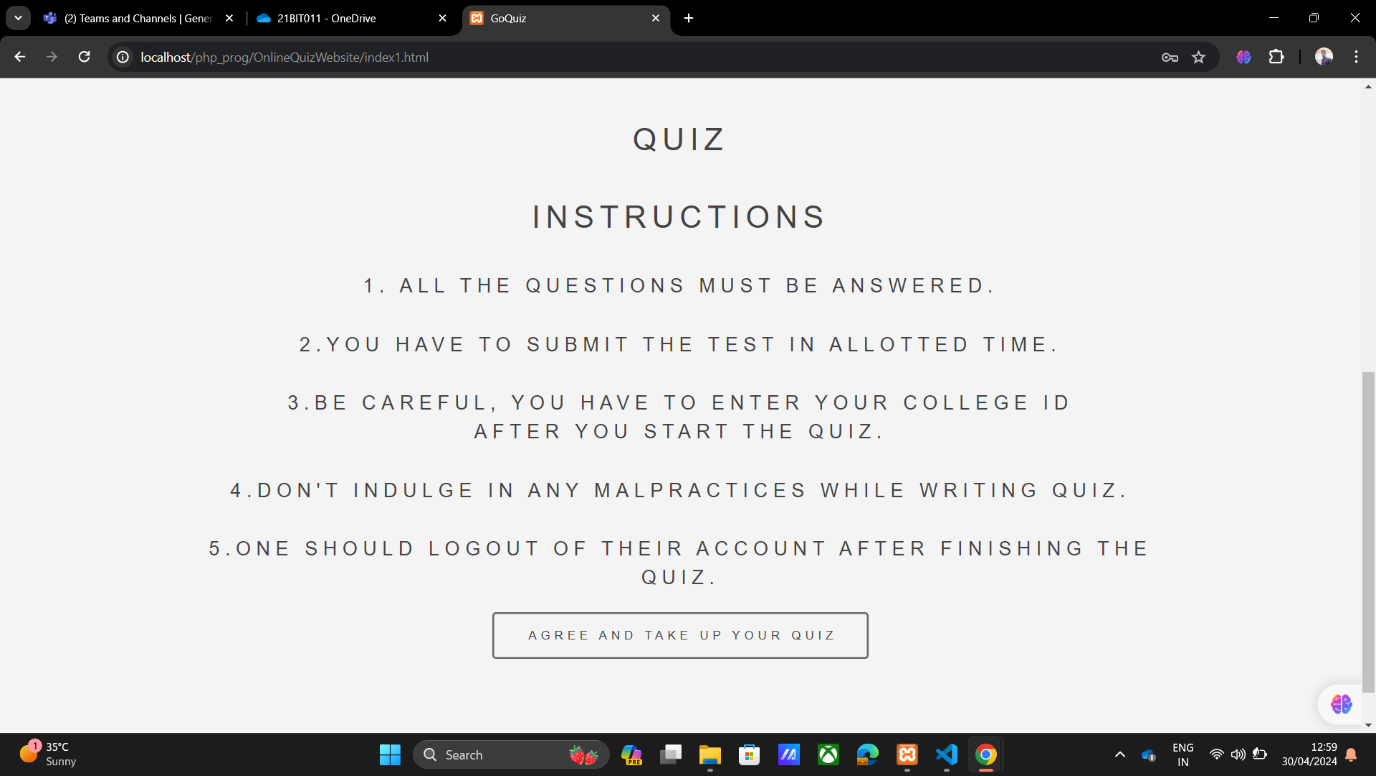 (2) Teams and Channels | Gener
21BIT011 - OneDrive
GoQuiz
localhost/php_prog/OnlineQuizWebsite/index1.html
QUIZ
INSTRUCTIONS
1. ALL THE QUESTIONS MUST BE ANSWERED.
2.YOU HAVE TO SUBMIT THE TEST IN ALLOTTED TIME.
3.BE CAREFUL, YOU HAVE TO ENTER YOUR COLLEGE ID
AFTER YOU START THE QUIZ.
4.DON'T INDULGE IN ANY MALPRACTICES WHILE WRITING QUIZ.
5.ONE SHOULD LOGOUT OF THEIR ACCOUNT AFTER FINISHING THE
QUIZ.
AGREE AND TAKE UP YOUR QUIZ
1
35°C
Sunny
Search
PRE
ENG
IN
12:59
30/04/2024